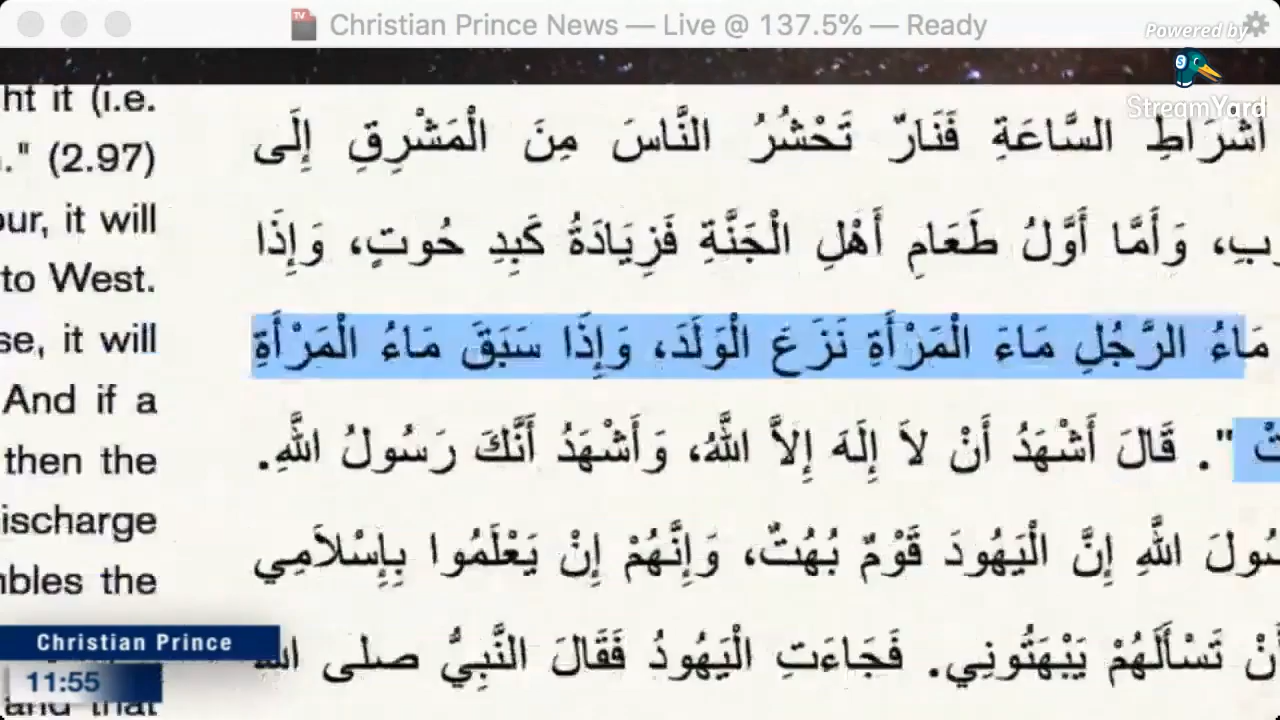 Christian Prince News — Live @ 137.5% — Ready
Powered by
StreamYard
ht it (i.e.
." (2.97)
our, it will
to West.
se, it will
And if a
then the
ischarge
mbles the
and that
أَشْرَاطِ السَّاعَةِ فَنَارٌ تَحْشُرُ النَّاسَ مِنَ الْمَشْرِقِ إِلَى
رِبِ، وَأَمَّا أَوَّلُ طَعَامِ أَهْلِ الْجَنَّةِ فَزِيَادَةُ كَبِدِ حُوتٍ، وَإِذَا
مَاءُ الرَّجُلِ مَاءَ الْمَرْأَةِ نَزَعَ الْوَلَدَ، وَإِذَا سَبَقَ مَاءُ الْمَرْأَةِ
تْ ". قَالَ أَشْهَدُ أَنْ لاَ إِلَهَ إِلاَّ اللَّهُ، وَأَشْهَدُ أَنَّكَ رَسُولُ اللَّهِ.
سُولَ اللَّهِ إِنَّ الْيَهُودَ قَوْمٌ بُهُتٌ، وَإِنَّهُمْ إِنْ يَعْلَمُوا بِإِسْلاَمِي
أَنْ تَسْأَلَهُمْ يَبْهَتُونِي. فَجَاءَتِ الْيَهُودُ فَقَالَ النَّبِيُّ صلى الله
Christian Prince
11:55